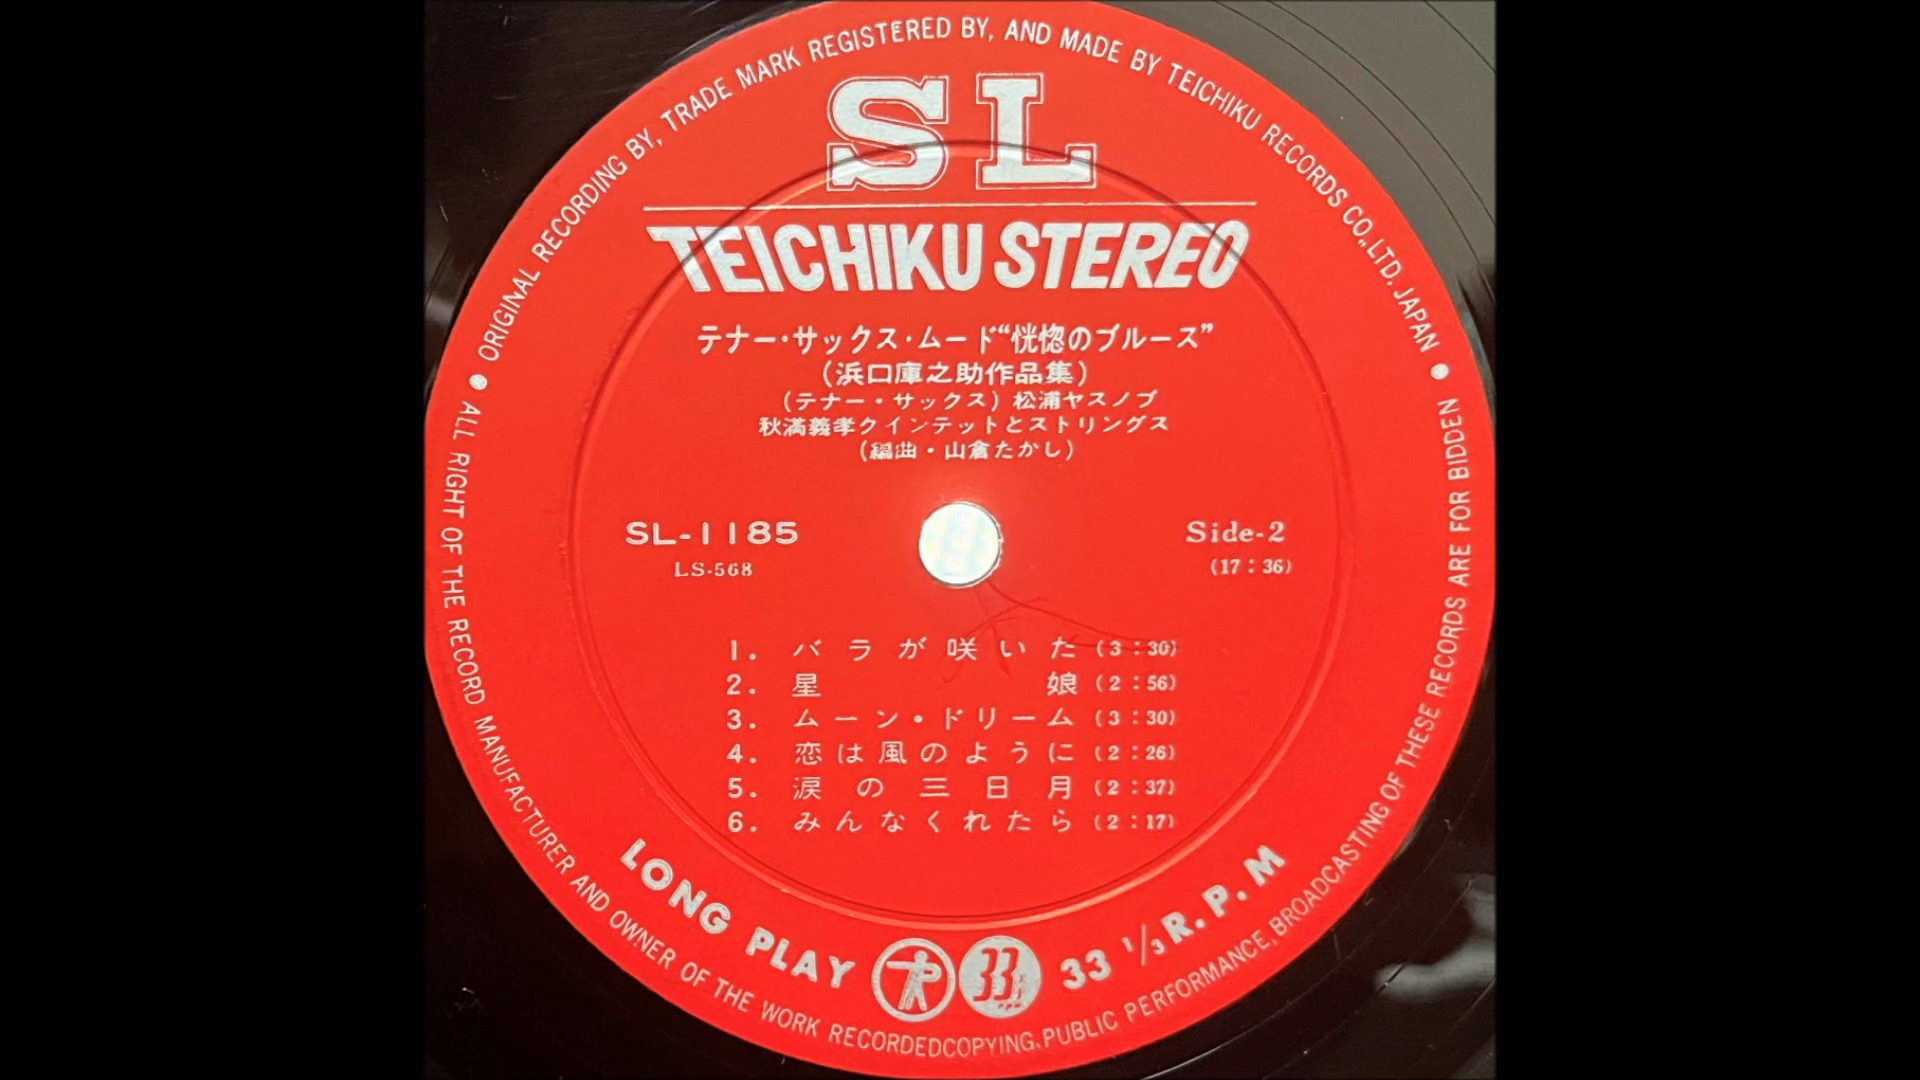 ORIGINAL RECORDING BY, TRADE MARK REGISTERED BY, AND MADE BY TEICHIKU RECORDS CO.,LTD. JAPAN
SL
TEICHIKU STEREO
テナー・サックス・ムード“恍惚のブルース”
(浜口庫之助作品集)
(テナー・サックス) 松浦ヤスノブ
秋満義孝クインテットとストリングス
(編曲・山倉たかし)
SL-1185
LS-568
Side-2
(17:36)
1. バラが咲いた (3:30)
2. 星娘 (2:56)
3. ムーン・ドリーム (3:30)
4. 恋は風のように (2:26)
5. 涙の三日月 (2:37)
6. みんなくれたら (2:17)
LONG PLAY
33
33 1/3 R.P.M
ALL RIGHT OF THE RECORD MANUFACTURER AND OWNER OF THE WORK RECORDEDCOPYING,PUBLIC PERFORMANCE,BROADCASTING OF THESE RECORDS ARE FOR BIDDEN